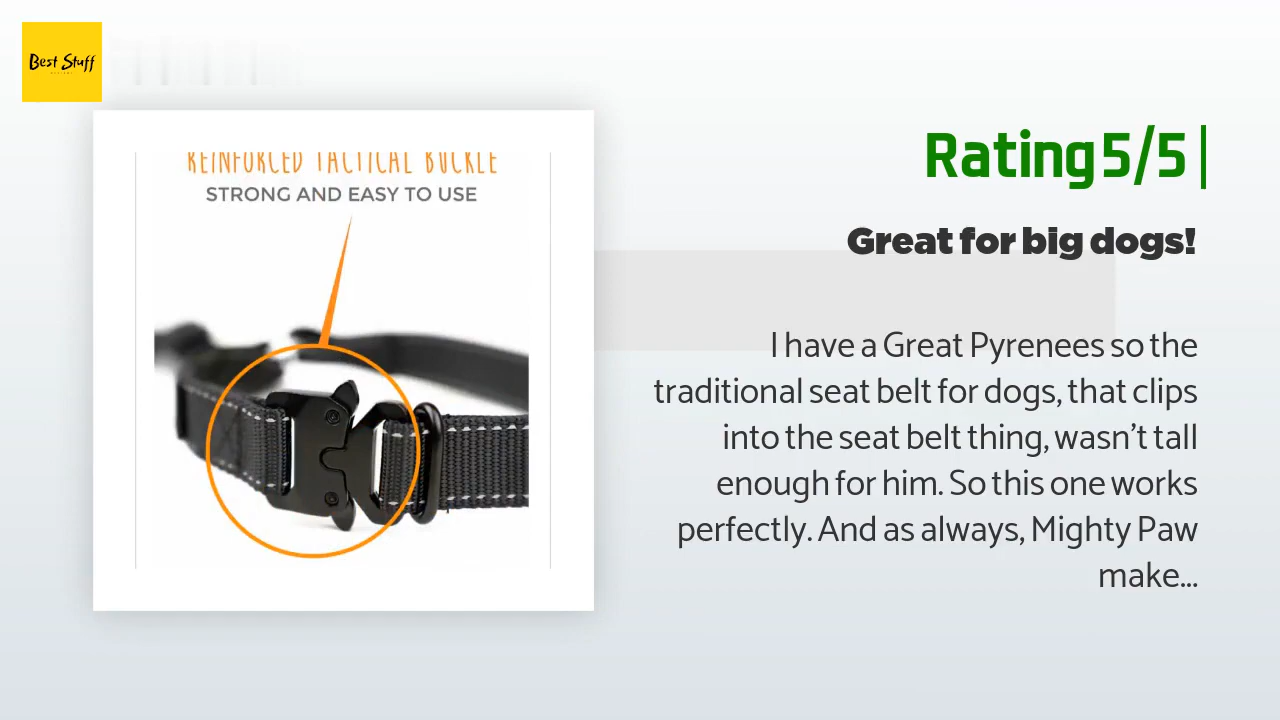 Best Stuff
REINFORCED TACTICAL BUCKLE
STRONG AND EASY TO USE
Rating 5/5
Great for big dogs!
I have a Great Pyrenees so the
traditional seat belt for dogs, that clips
into the seat belt thing, wasn't tall
enough for him. So this one works
perfectly. And as always, Mighty Paw
make...